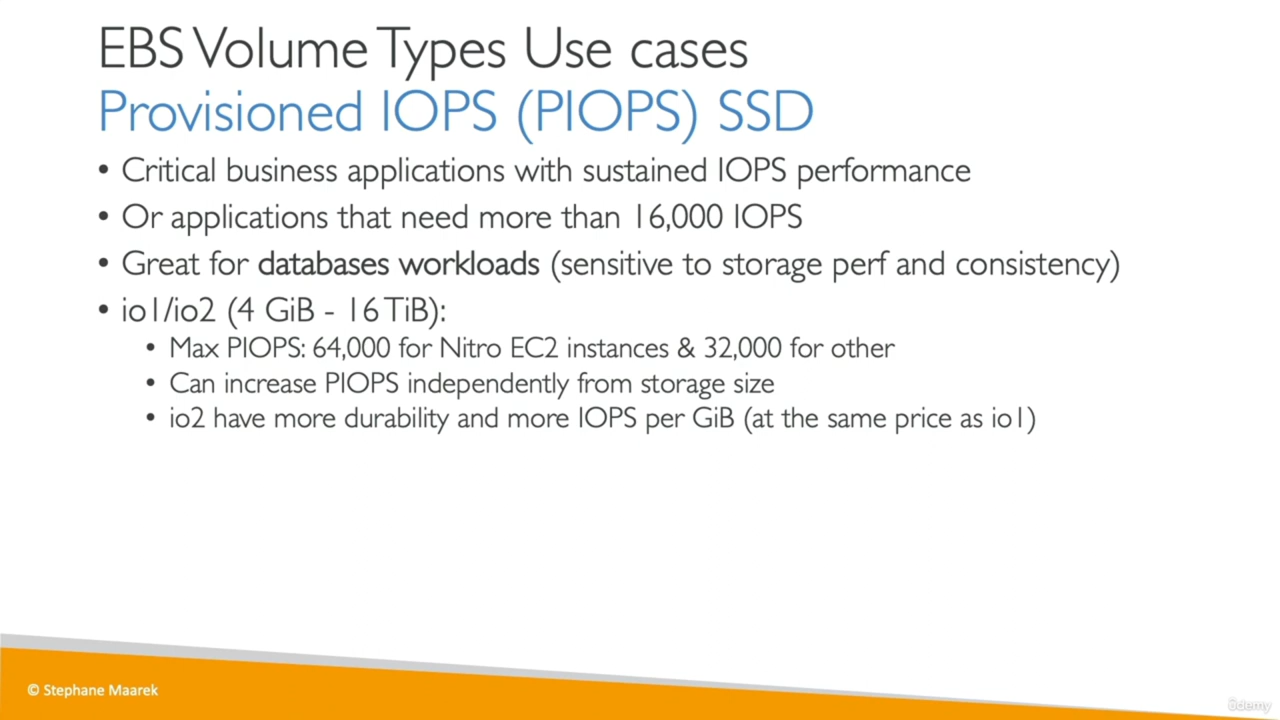 EBS Volume Types Use cases
Provisioned IOPS (PIOPS) SSD
• Critical business applications with sustained IOPS performance
• Or applications that need more than 16,000 IOPS
• Great for databases workloads (sensitive to storage perf and consistency)
• io1/io2 (4 GiB - 16 TiB):
• Max PIOPS: 64,000 for Nitro EC2 instances & 32,000 for other
• Can increase PIOPS independently from storage size
• io2 have more durability and more IOPS per GiB (at the same price as io1)
© Stephane Maarek
ûdemy